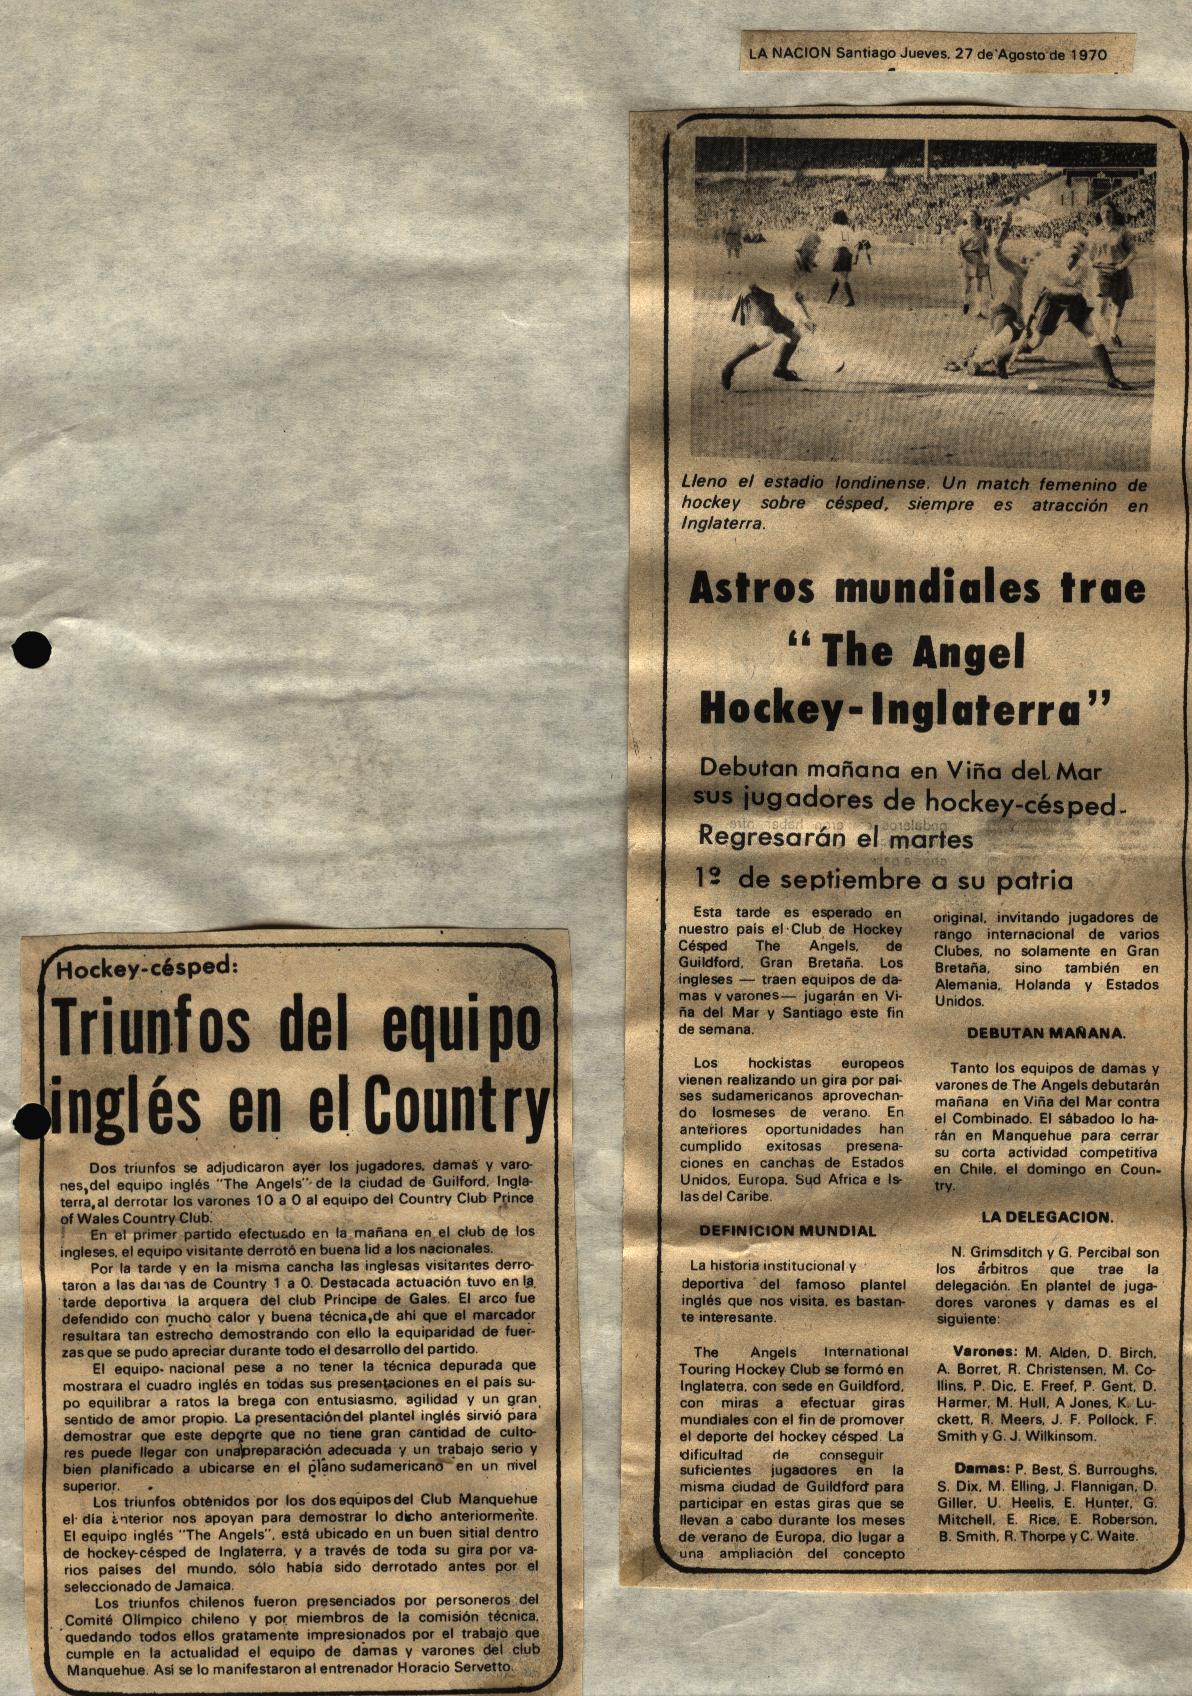 LA NACION Santiago Jueves, 27 de Agosto de 1970
Lleno el estadio londinense. Un match femenino de
hockey sobre césped, siempre es atracción en
Inglaterra.
Astros mundiales trae
“The Angel
Hockey-Inglaterra”
Debutan mañana en Viña del Mar
sus jugadores de hockey-césped-
Regresarán el martes
1º de septiembre a su patria
Esta tarde es esperado en
nuestro país el Club de Hockey
Césped The Angels, de
Guildford, Gran Bretaña. Los
ingleses — traen equipos de da-
mas y varones— jugarán en Vi-
ña del Mar y Santiago este fin
de semana.
Los hockistas europeos
vienen realizando un gira por paí-
ses sudamericanos aprovechan-
do losmeses de verano. En
anteriores oportunidades han
cumplido exitosas presena-
ciones en canchas de Estados
Unidos, Europa, Sud Africa e Is-
las del Caribe.
DEFINICION MUNDIAL
La historia institucional y
deportiva del famoso plantel
inglés que nos visita, es bastan-
te interesante.
The Angels International
Touring Hockey Club se formó en
Inglaterra, con sede en Guildford,
con miras a efectuar giras
mundiales con el fin de promover
el deporte del hockey césped. La
dificultad de conseguir
suficientes jugadores en la
misma ciudad de Guildford para
participar en estas giras que se
llevan a cabo durante los meses
de verano de Europa, dio lugar a
una ampliación del concepto
original, invitando jugadores de
rango internacional de varios
Clubes, no solamente en Gran
Bretaña, sino también en
Alemania, Holanda y Estados
Unidos.
DEBUTAN MAÑANA.
Tanto los equipos de damas y
varones de The Angels debutarán
mañana en Viña del Mar contra
el Combinado. El sábadoo lo ha-
rán en Manquehue para cerrar
su corta actividad competitiva
en Chile, el domingo en Coun-
try.
LA DELEGACION.
N. Grimsditch y G. Percibal son
los árbitros que trae la
delegación. En plantel de juga-
dores varones y damas es el
siguiente:
Varones: M. Alden, D. Birch,
A. Borret, R. Christensen, M. Co-
llins, P. Dic, E. Freef, P. Gent, D.
Harmer, M. Hull, A Jones, K. Lu-
ckett, R. Meers, J. F. Pollock, F.
Smith y G. J. Wilkinsom.
Damas: P. Best, S. Burroughs,
S. Dix, M. Elling, J. Flannigan, D.
Giller, U. Heelis, E. Hunter, G.
Mitchell, E. Rice, E. Roberson,
B. Smith, R. Thorpe y C. Waite.
Hockey-césped:
Triunfos del equipo
inglés en el Country
Dos triunfos se adjudicaron ayer los jugadores, damas y varo-
nes, del equipo inglés "The Angels" de la ciudad de Guilford, Ingla-
terra, al derrotar los varones 10 a 0 al equipo del Country Club Prince
of Wales Country Club.
En el primer partido efectuado en la mañana en el club de los
ingleses, el equipo visitante derrotó en buena lid a los nacionales.
Por la tarde y en la misma cancha las inglesas visitantes derro-
taron a las damas de Country 1 a 0. Destacada actuación tuvo en la
tarde deportiva la arquera del club Príncipe de Gales. El arco fue
defendido con mucho calor y buena técnica, de ahí que el marcador
resultara tan estrecho demostrando con ello la equiparidad de fuer-
zas que se pudo apreciar durante todo el desarrollo del partido.
El equipo nacional pese a no tener la técnica depurada que
mostrara el cuadro inglés en todas sus presentaciones en el país su-
po equilibrar a ratos la brega con entusiasmo, agilidad y un gran
sentido de amor propio. La presentación del plantel inglés sirvió para
demostrar que este deporte que no tiene gran cantidad de culto-
res puede llegar con una preparación adecuada y un trabajo serio y
bien planificado a ubicarse en el plano sudamericano en un nivel
superior.
Los triunfos obtenidos por los dos equipos del Club Manquehue
el día anterior nos apoyan para demostrar lo dicho anteriormente.
El equipo inglés "The Angels", está ubicado en un buen sitial dentro
de hockey-césped de Inglaterra, y a través de toda su gira por va-
rios países del mundo, sólo había sido derrotado antes por el
seleccionado de Jamaica.
Los triunfos chilenos fueron presenciados por personeros del
Comité Olímpico chileno y por miembros de la comisión técnica,
quedando todos ellos gratamente impresionados por el trabajo que
cumple en la actualidad el equipo de damas y varones del club
Manquehue. Así se lo manifestaron al entrenador Horacio Servetto.